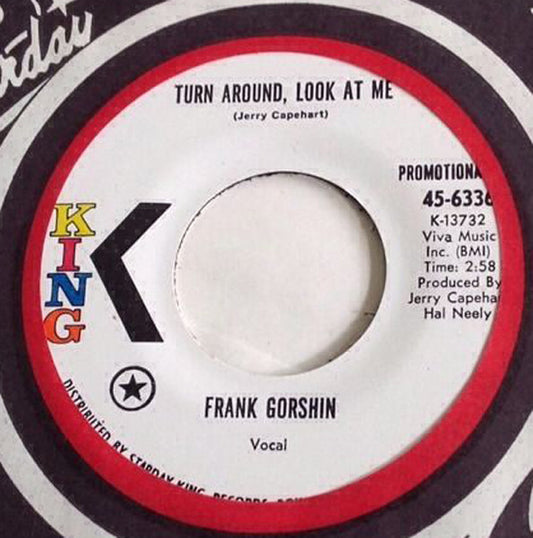 TURN AROUND, LOOK AT ME
(Jerry Capehart)
PROMOTIONA
45-6336
K-13732
Viva Music
Inc. (BMI)
Time: 2:58
Produced By
Jerry Capeha
Hal Neely
KING
K
FRANK GORSHIN
Vocal
DISTRIBUTED BY STARDAY KING RECORDS